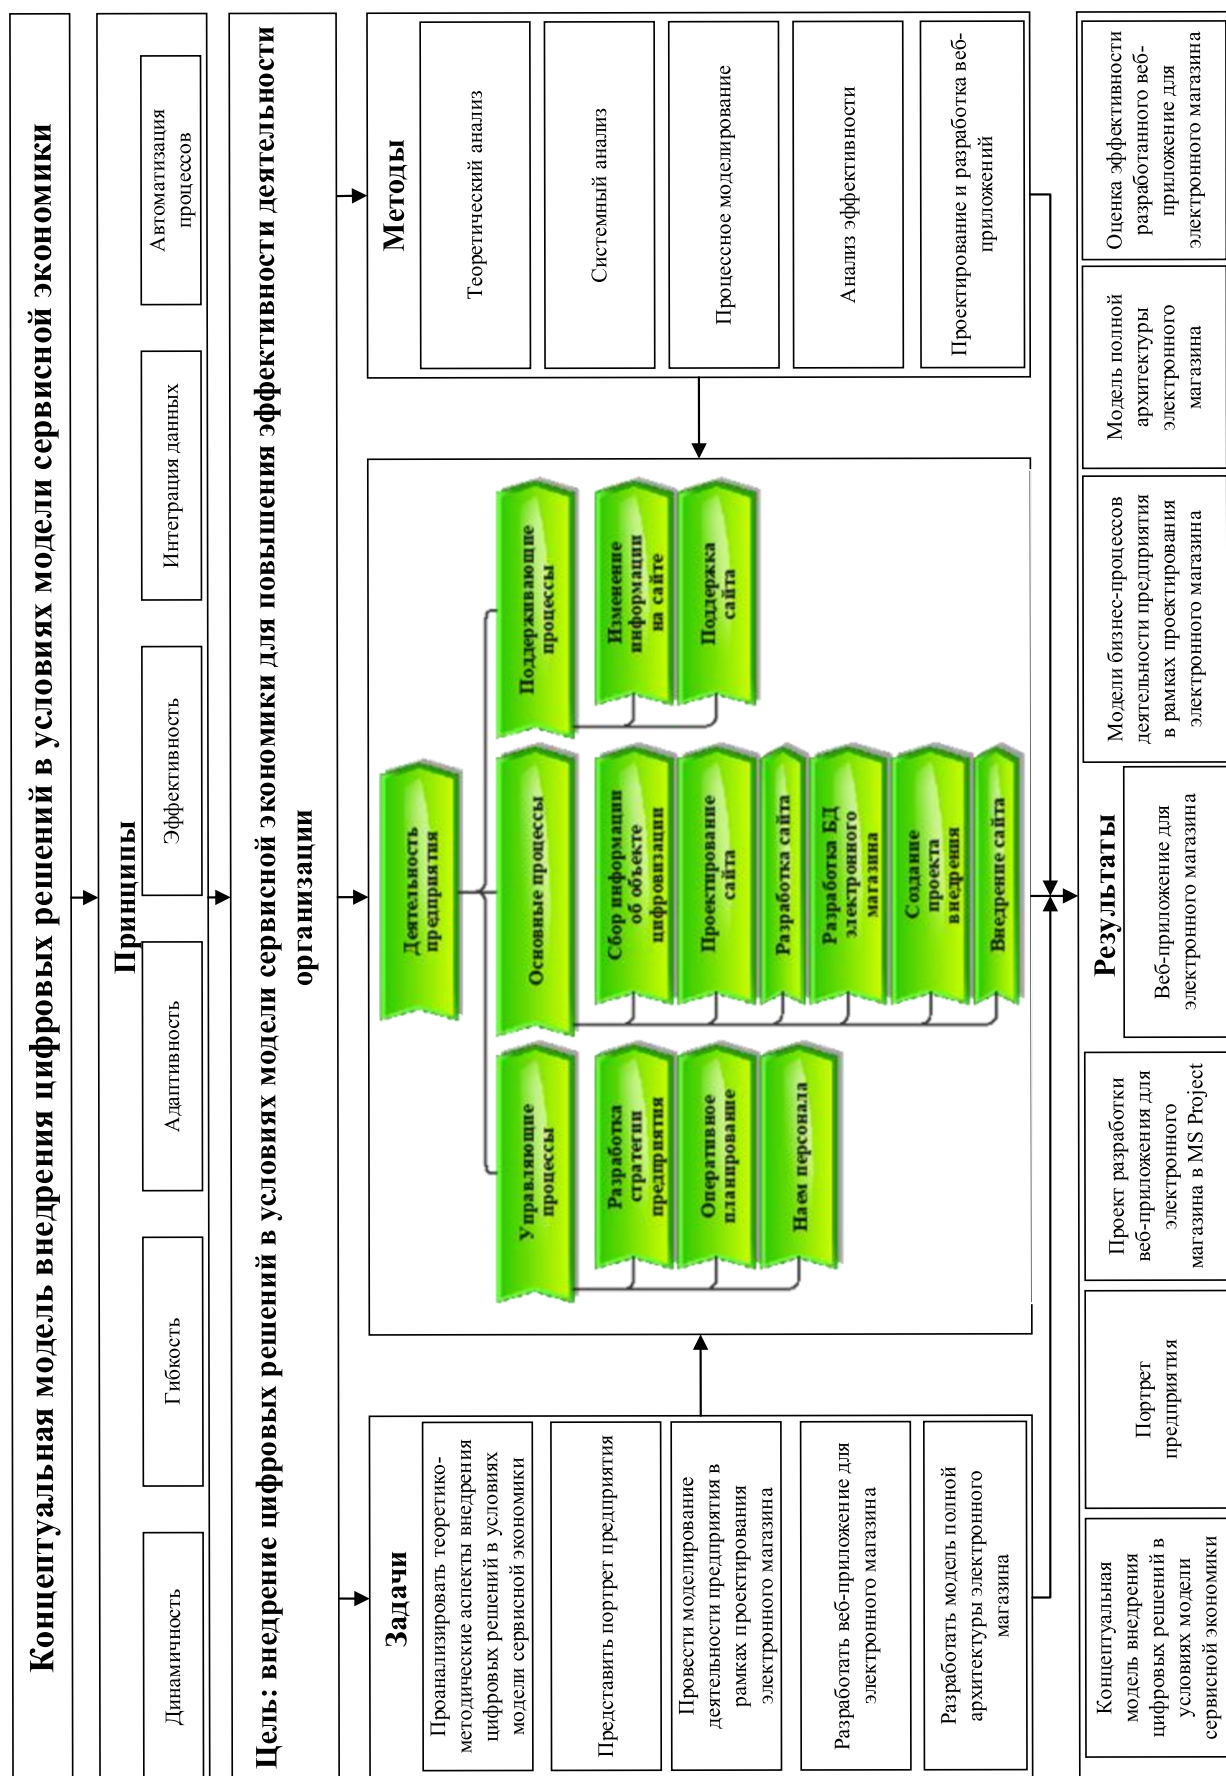 Концептуальная модель внедрения цифровых решений в условиях модели сервисной экономики
Принципы
Динамичность
Гибкость
Адаптивность
Эффективность
Интеграция данных
Автоматизация
процессов
Цель: внедрение цифровых решений в условиях модели сервисной экономики для повышения эффективности деятельности
организации
Задачи
Проанализировать теоретико-
методические аспекты внедрения
цифровых решений в условиях
модели сервисной экономики
Представить портрет предприятия
Провести моделирование
деятельности предприятия в
рамках проектирования
электронного магазина
Разработать веб-приложение для
электронного магазина
Разработать модель полной
архитектуры электронного
магазина
Деятельность
предприятия
Управляющие
процессы
Разработка
стратегии
предприятия
Оперативное
планирование
Наем персонала
Основные процессы
Сбор информации
об объекте
цифровизации
Проектирование
сайта
Разработка сайта
Разработка БД
электронного
магазина
Создание
проекта
внедрения
Внедрение сайта
Поддерживающие
процессы
Изменение
информации
на сайте
Поддержка
сайта
Методы
Теоретический анализ
Системный анализ
Процессное моделирование
Анализ эффективности
Проектирование и разработка веб-
приложений
Результаты
Концептуальная
модель внедрения
цифровых решений в
условиях модели
сервисной экономики
Портрет
предприятия
Проект разработки
веб-приложения для
электронного
магазина в MS Project
Веб-приложение для
электронного магазина
Модели бизнес-процессов
деятельности предприятия
в рамках проектирования
электронного магазина
Модель полной
архитектуры
электронного
магазина
Оценка эффективности
разработанного веб-
приложение для
электронного магазина